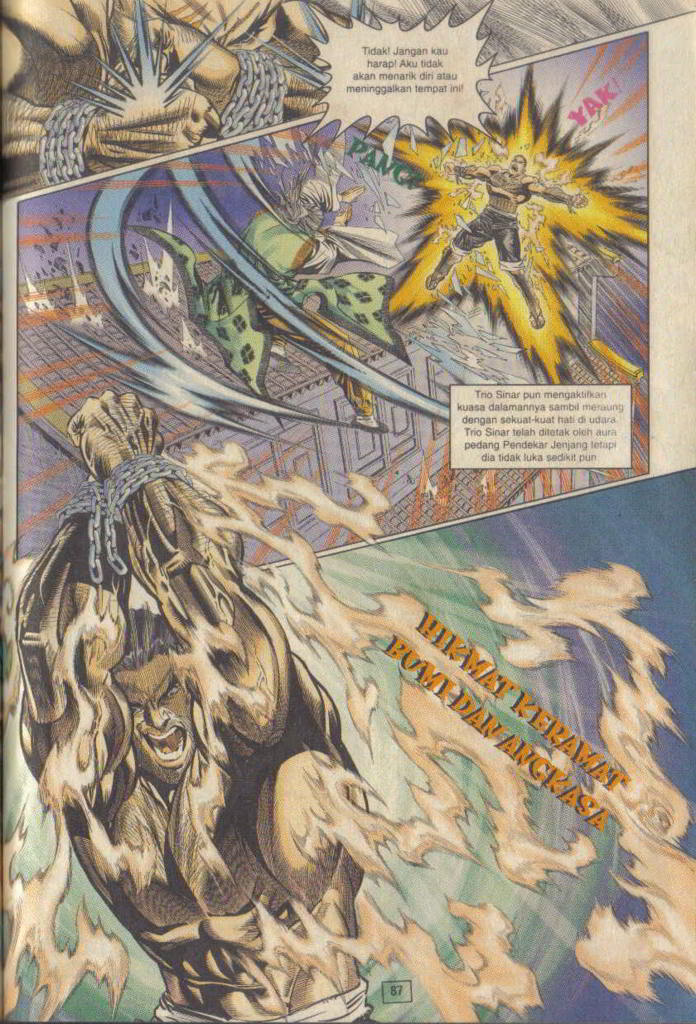 Tidak! Jangan kau
harap! Aku tidak
akan menarik diri atau
meninggalkan tempat ini!
YAK!
PANG!
Trio Sinar pun mengaktifkan
kuasa dalamannya sambil meraung
dengan sekuat-kuat hati di udara.
Trio Sinar telah ditetak oleh aura
pedang Pendekar Jenjang tetapi
dia tidak luka sedikit pun
HIKMAT KERAMAT
BUMI DAN ANGKASA
87